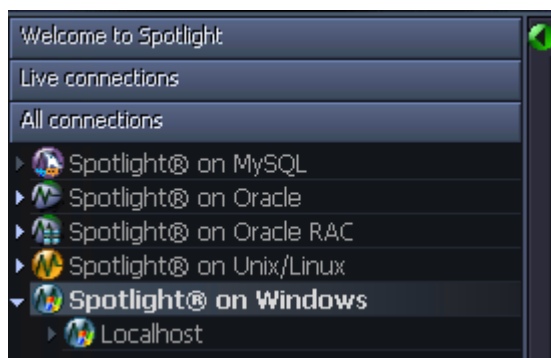 Welcome to Spotlight
Live connections
All connections
Spotlight® on MySQL
Spotlight® on Oracle
Spotlight® on Oracle RAC
Spotlight® on Unix/Linux
Spotlight® on Windows
Localhost